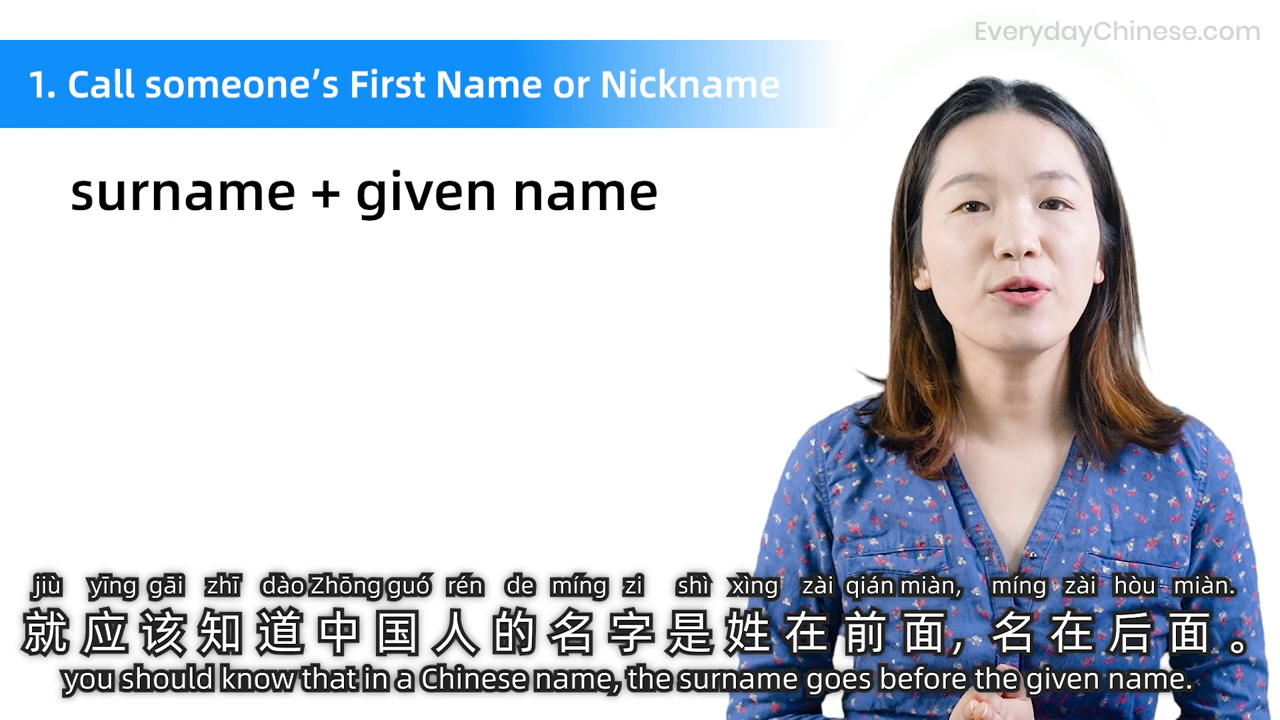 EverydayChinese.com
1. Call someone’s First Name or Nickname
surname + given name
jiù yīng gāi zhī dào Zhōng guó rén de míng zi shì xìng zài qián miàn, míng zài hòu miàn.
就应该知道中国人的名字是姓在前面，名在后面。
you should know that in a Chinese name, the surname goes before the given name.